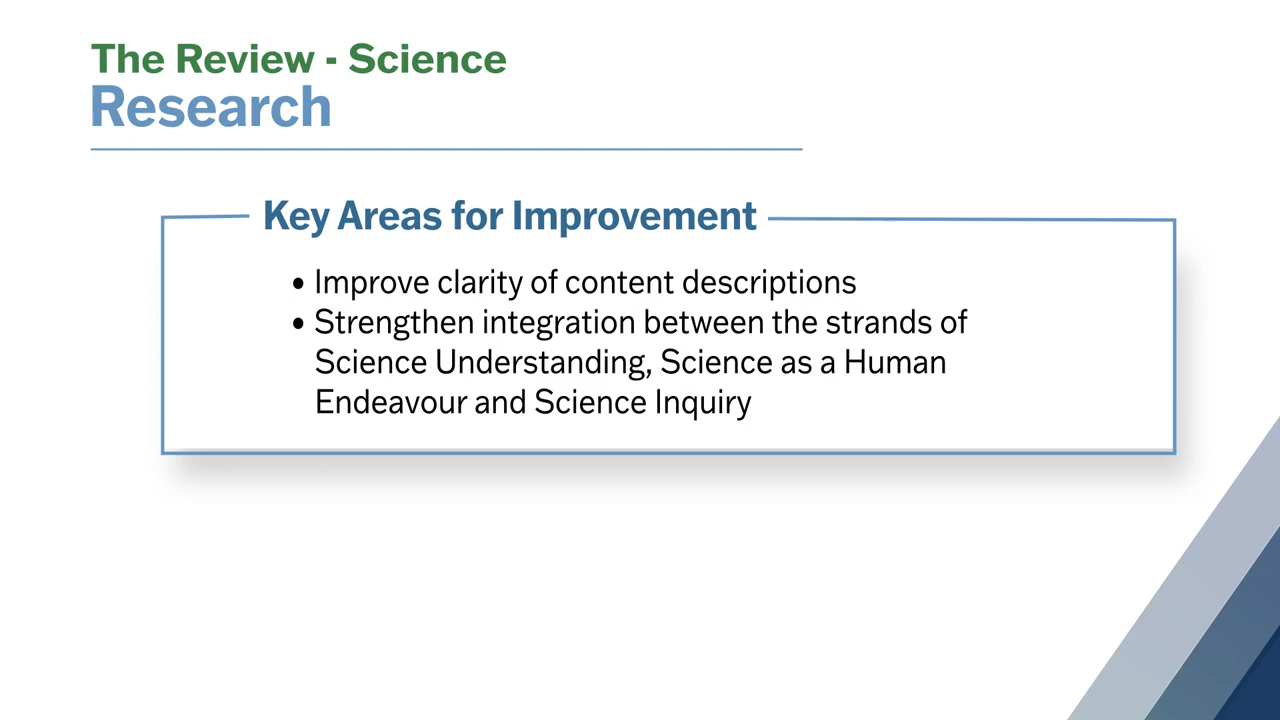 The Review - Science
Research
Key Areas for Improvement
• Improve clarity of content descriptions
• Strengthen integration between the strands of
Science Understanding, Science as a Human
Endeavour and Science Inquiry